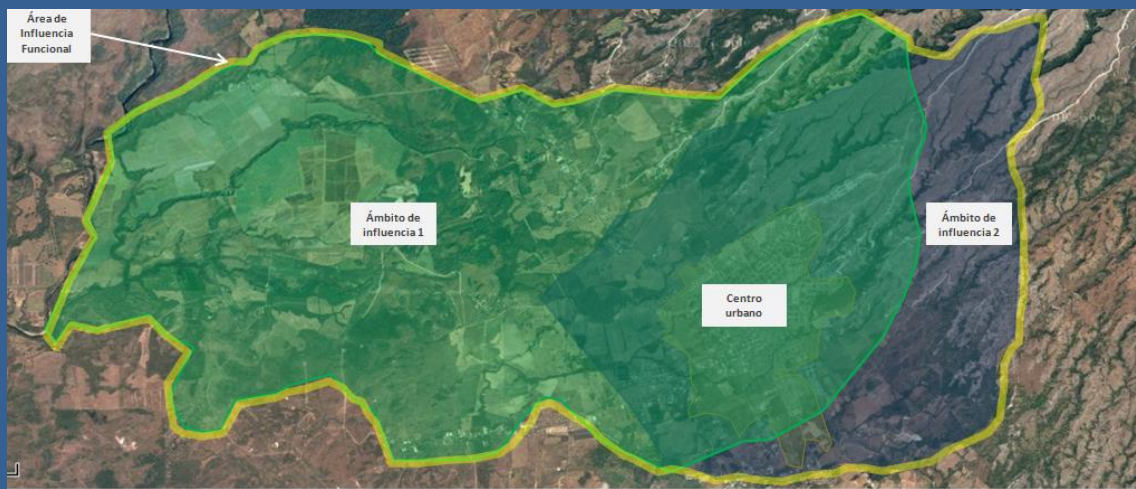 Área de
Influencia
Funcional
Ámbito de
influencia 1
Ámbito de
influencia 2
Centro
urbano